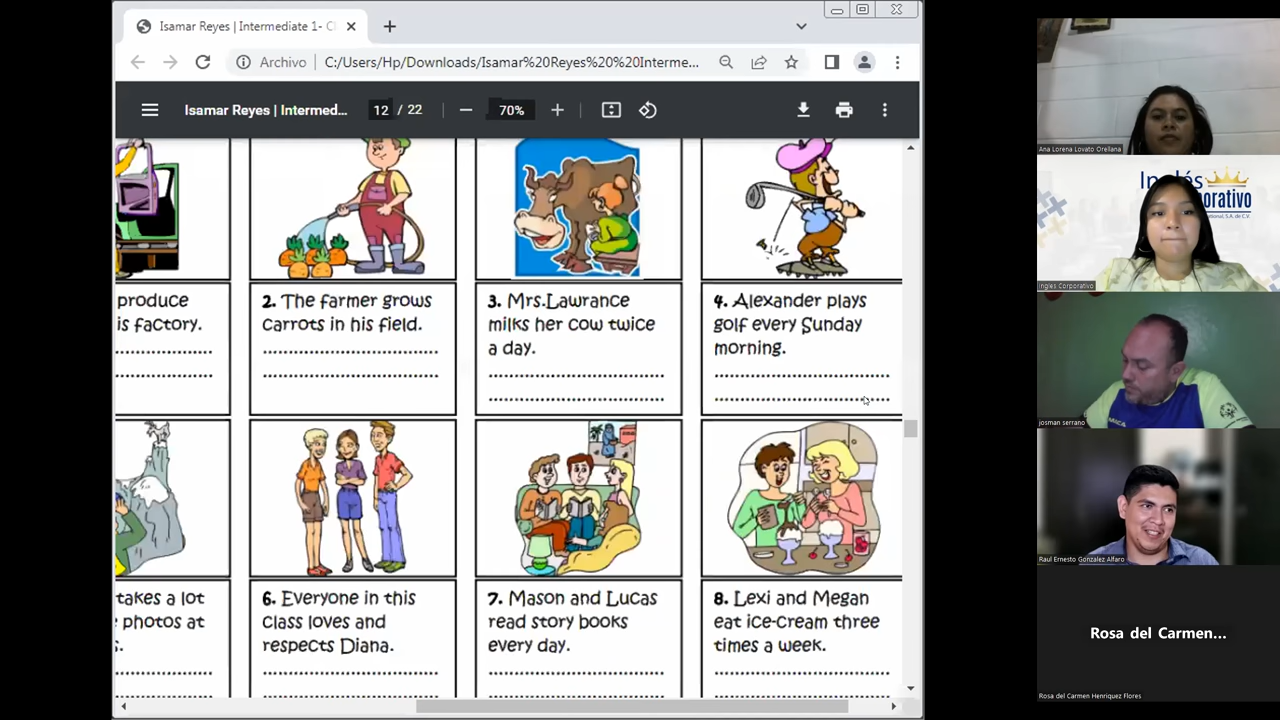 Isamar Reyes | Intermediate 1- C
Archivo
C:/Users/Hp/Downloads/Isamar%20Reyes%20%20Interme...
Isamar Reyes | Intermed...
12 / 22
70%
produce
is factory.
2. The farmer grows
carrots in his field.
3. Mrs.Lawrance
milks her cow twice
a day.
4. Alexander plays
golf every Sunday
morning.
takes a lot
photos at
s.
6. Everyone in this
class loves and
respects Diana.
7. Mason and Lucas
read story books
every day.
8. Lexi and Megan
eat ice-cream three
times a week.
Ana Lorena Lovato Orellana
Inglés
orporativo
national, S.A. de C.V.
Ingles Corporativo
josman serrano
Raul Ernesto Gonzalez Alfaro
Rosa del Carmen...
Rosa del Carmen Henriquez Flores